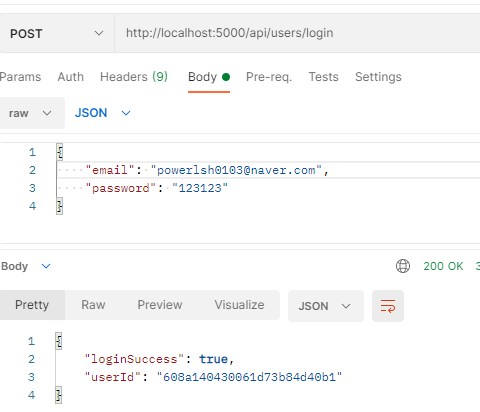 POST http://localhost:5000/api/users/login
Params Auth Headers (9) Body Pre-req. Tests Settings
raw JSON
1 {
2 "email": "powerlsh0103@naver.com",
3 "password": "123123"
4 }
Body 200 OK
Pretty Raw Preview Visualize JSON
1 {
2 "loginSuccess": true,
3 "userId": "608a140430061d73b84d40b1"
4 }